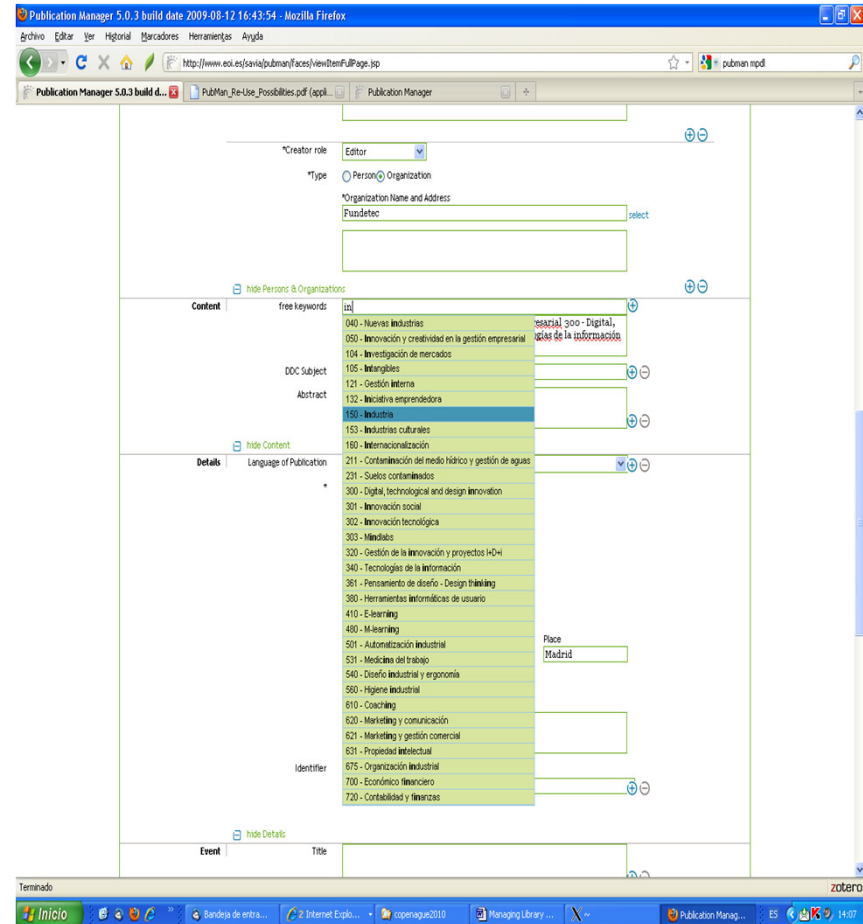 Publication Manager 5.0.3 build date 2009-08-12 16:43:54 - Mozilla Firefox
Archivo Editar Ver Historial Marcadores Herramientas Ayuda
http://www.eoi.es/savia/pubman/faces/viewItemFullPage.jsp pubman mpdl
Publication Manager 5.0.3 build d... PubMan_Re-Use_Possibilities.pdf (appli... Publication Manager
*Creator role Editor
*Type Person Organization
*Organization Name and Address
Fundetec select
hide Persons & Organizations
Content free keywords in
040 - Nuevas industrias esarial 300 - Digital,
050 - Innovación y creatividad en la gestión empresarial gías de la información
104 - Investigación de mercados
DDC Subject 105 - Intangibles
121 - Gestión interna
Abstract 132 - Iniciativa emprendedora
150 - Industria
153 - Industrias culturales
hide Content 160 - Internacionalización
Details Language of Publication 211 - Contaminación del medio hídrico y gestión de aguas
231 - Suelos contaminados
* 300 - Digital, technological and design innovation
301 - Innovación social
302 - Innovación tecnológica
303 - Mindlabs
320 - Gestión de la innovación y proyectos I+D+i
340 - Tecnologías de la información
361 - Pensamiento de diseño - Design thinking
380 - Herramientas informáticas de usuario
410 - E-learning
480 - M-learning
501 - Automatización industrial Place
531 - Medicina del trabajo Madrid
540 - Diseño industrial y ergonomía
560 - Higiene industrial
610 - Coaching
620 - Marketing y comunicación
621 - Marketing y gestión comercial
631 - Propiedad intelectual
Identifier 675 - Organización industrial
700 - Económico financiero
720 - Contabilidad y finanzas
hide Details
Event Title
Terminado zotero
Inicio Bandeja de entra... 2 Internet Explo... copenague2010 Managing Library ... Publication Manag... ES 14:07